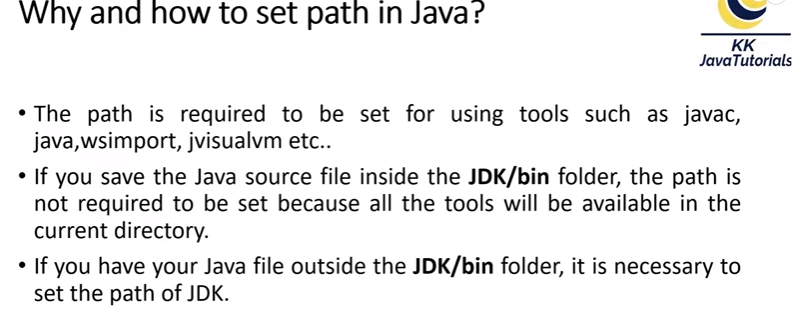 Why and how to set path in Java?
KK
JavaTutorials
• The path is required to be set for using tools such as javac,
java,wsimport, jvisualvm etc..
• If you save the Java source file inside the JDK/bin folder, the path is
not required to be set because all the tools will be available in the
current directory.
• If you have your Java file outside the JDK/bin folder, it is necessary to
set the path of JDK.